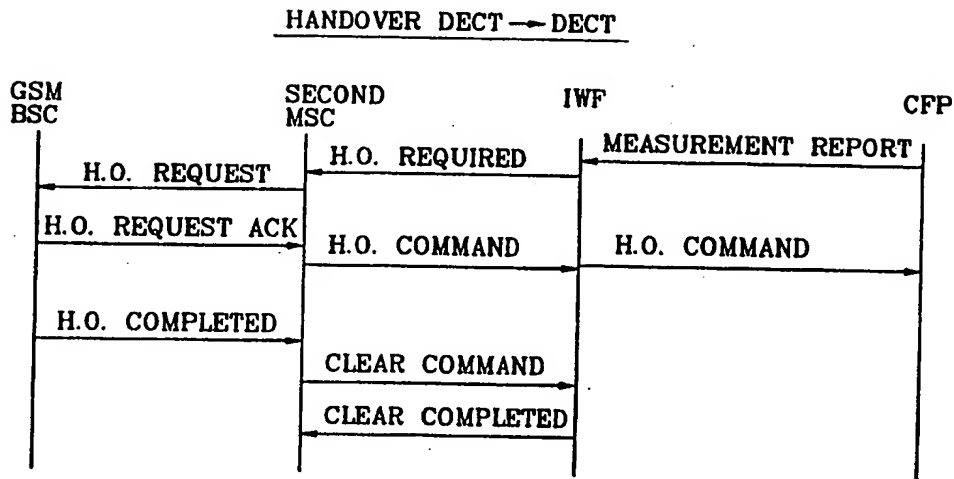 HANDOVER DECT → DECT
GSM
BSC
SECOND
MSC
IWF
CFP
MEASUREMENT REPORT
H.O. REQUIRED
H.O. REQUEST
H.O. REQUEST ACK
H.O. COMMAND
H.O. COMMAND
H.O. COMPLETED
CLEAR COMMAND
CLEAR COMPLETED